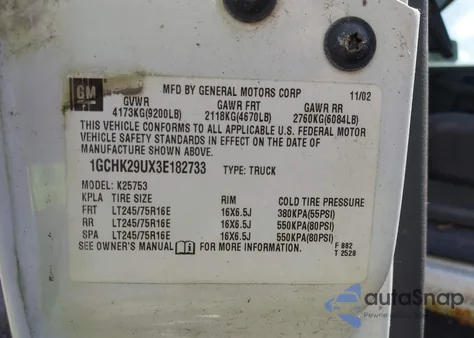 GM
MFD BY GENERAL MOTORS CORP 11/02
GVWR GAWR FRT GAWR RR
4173KG(9200LB) 2118KG(4670LB) 2760KG(6084LB)
THIS VEHICLE CONFORMS TO ALL APPLICABLE U.S. FEDERAL MOTOR
VEHICLE SAFETY STANDARDS IN EFFECT ON THE DATE OF
MANUFACTURE SHOWN ABOVE.
1GCHK29UX3E182733 TYPE: TRUCK
MODEL: K25753
KPLA TIRE SIZE RIM COLD TIRE PRESSURE
FRT LT245/75R16E 16X6.5J 380KPA(55PSI)
RR LT245/75R16E 16X6.5J 550KPA(80PSI)
SPA LT245/75R16E 16X6.5J 550KPA(80PSI)
SEE OWNER'S MANUAL FOR MORE INFORMATION. F 882
T 2528
autoSnap